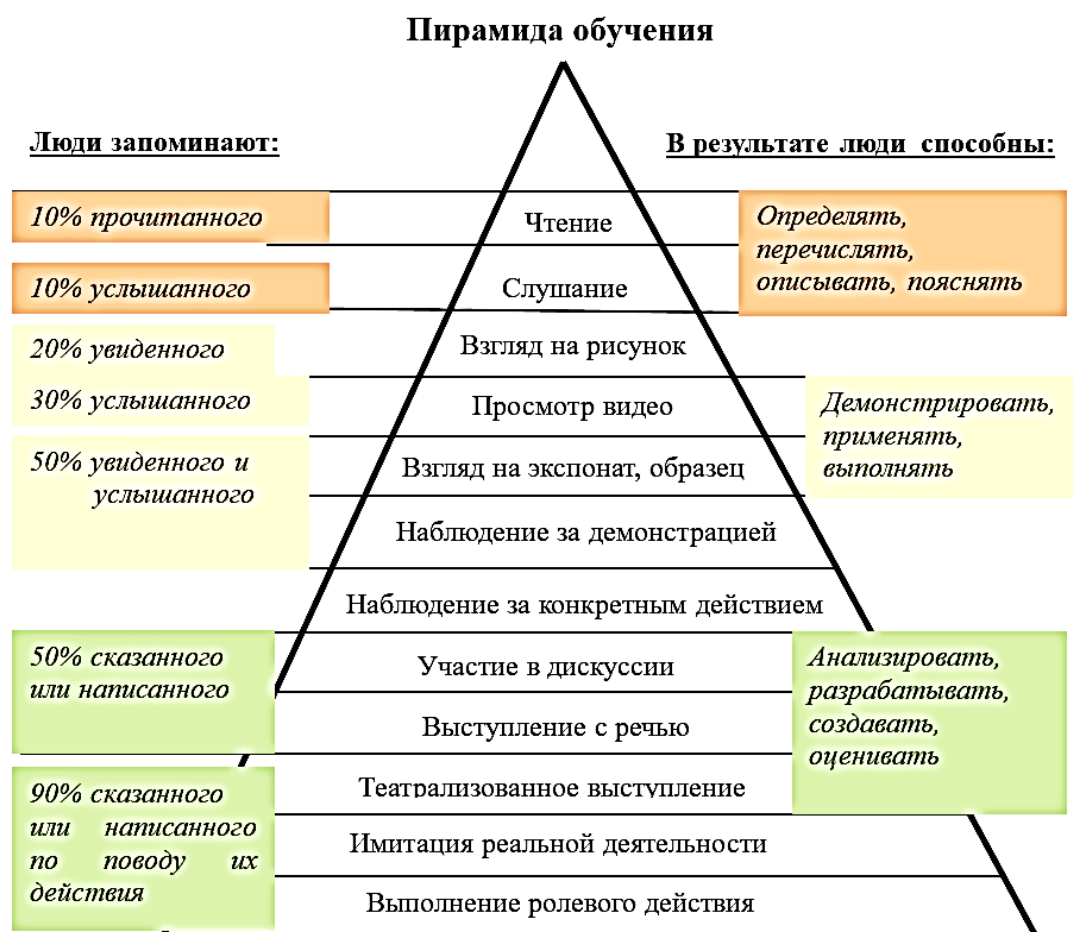 Пирамида обучения
Люди запоминают:
В результате люди способны:
10% прочитанного
Чтение
Определять,
перечислять,
описывать, пояснять
10% услышанного
Слушание
20% увиденного
Взгляд на рисунок
30% услышанного
Просмотр видео
Демонстрировать,
применять,
выполнять
50% увиденного и
услышанного
Взгляд на экспонат, образец
Наблюдение за демонстрацией
Наблюдение за конкретным действием
50% сказанного
или написанного
Участие в дискуссии
Анализировать,
разрабатывать,
создавать,
оценивать
Выступление с речью
90% сказанного
или написанного
по поводу их
действия
Театрализованное выступление
Имитация реальной деятельности
Выполнение ролевого действия